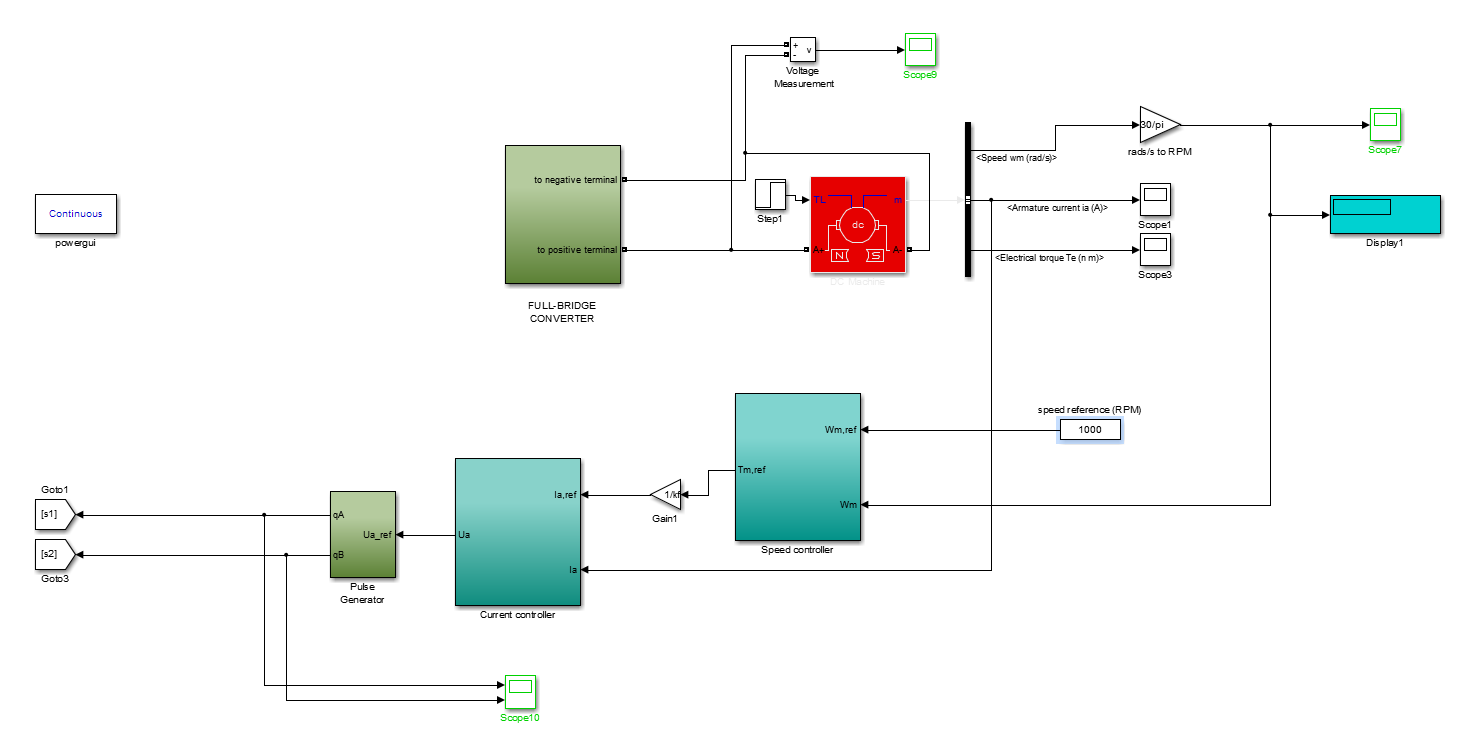 +
-
v
Voltage
Measurement
Scope9
30/pi
rads/s to RPM
Scope7
<Speed wm (rad/s)>
to negative terminal
to positive terminal
FULL-BRIDGE
CONVERTER
Continuous
powergui
Step1
TL
m
dc
A+
A-
N
S
DC Machine
<Armature current ia (A)>
Scope1
<Electrical torque Te (n m)>
Scope3
Display1
speed reference (RPM)
1000
Wm,ref
Tm,ref
Wm
Speed controller
1/kf
Gain1
Ia,ref
Ua
Ia
Current controller
Goto1
[s1]
[s2]
Goto3
qA
Ua_ref
qB
Pulse
Generator
Scope10